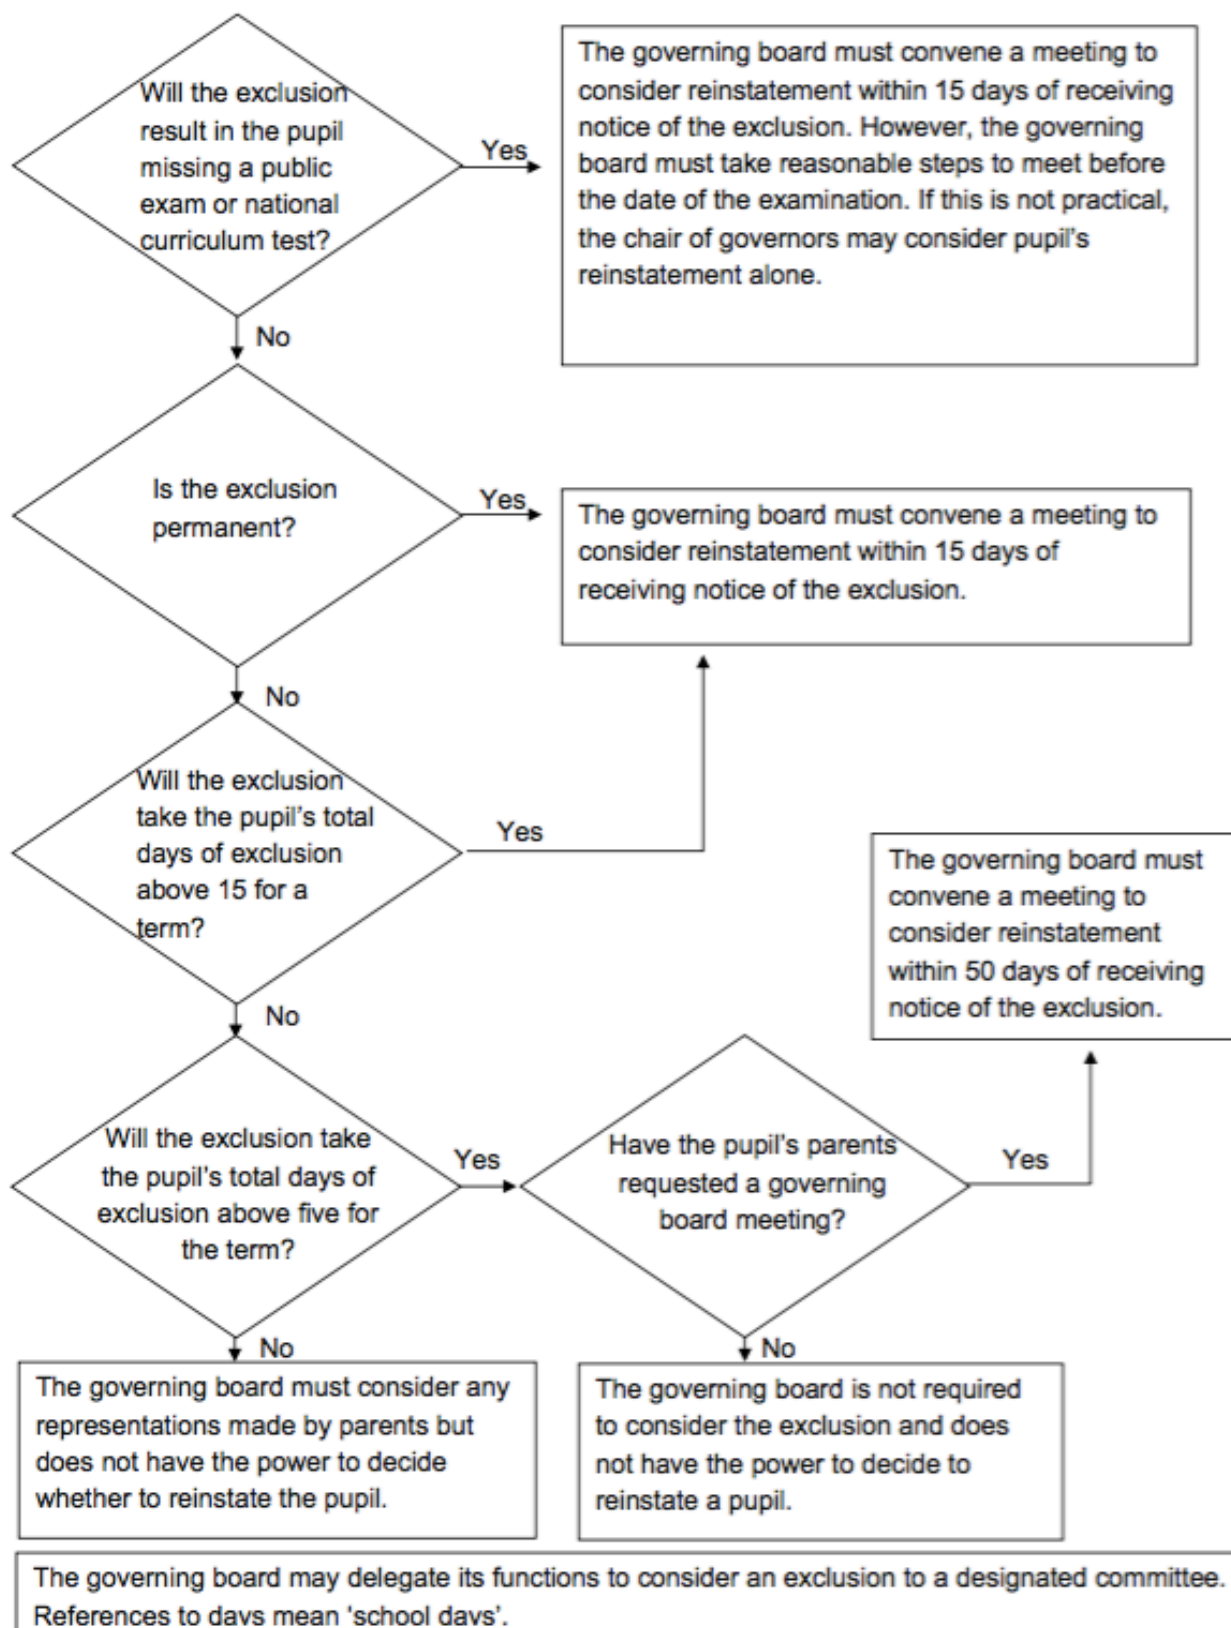 Will the exclusion
result in the pupil
missing a public
exam or national
curriculum test?
Yes
The governing board must convene a meeting to
consider reinstatement within 15 days of receiving
notice of the exclusion. However, the governing
board must take reasonable steps to meet before
the date of the examination. If this is not practical,
the chair of governors may consider pupil's
reinstatement alone.
No
Is the exclusion
permanent?
Yes
The governing board must convene a meeting to
consider reinstatement within 15 days of
receiving notice of the exclusion.
No
Will the exclusion
take the pupil's total
days of exclusion
above 15 for a
term?
Yes
The governing board must
convene a meeting to
consider reinstatement
within 50 days of receiving
notice of the exclusion.
No
Will the exclusion take
the pupil's total days of
exclusion above five for
the term?
Yes
Have the pupil's parents
requested a governing
board meeting?
Yes
No
The governing board must consider any
representations made by parents but
does not have the power to decide
whether to reinstate the pupil.
No
The governing board is not required
to consider the exclusion and does
not have the power to decide to
reinstate a pupil.
The governing board may delegate its functions to consider an exclusion to a designated committee.
References to days mean 'school days'.